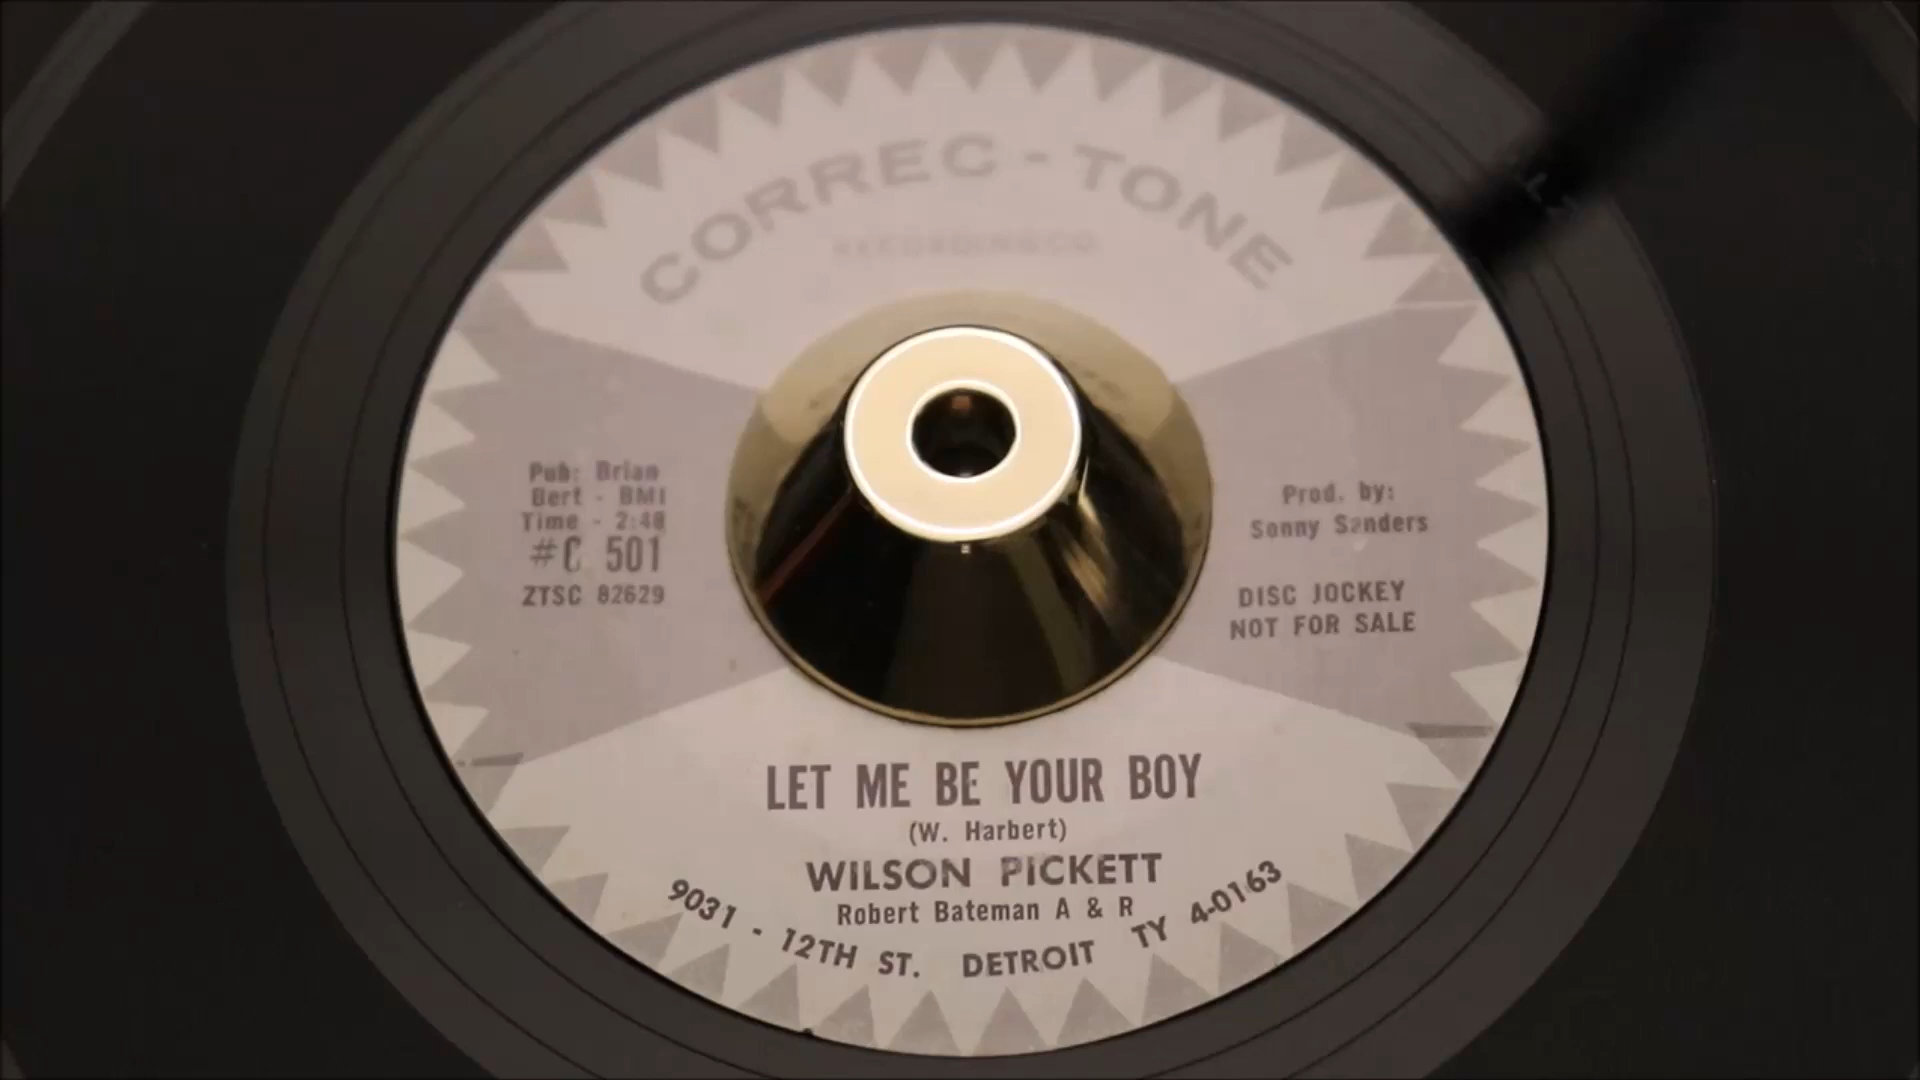 CORREC-TONE
RECORDING CO.
Pub: Brian
Bert - BMI
Time - 2:48
#C 501
ZTSC 82629
Prod. by:
Sonny Sanders
DISC JOCKEY
NOT FOR SALE
LET ME BE YOUR BOY
(W. Harbert)
WILSON PICKETT
Robert Bateman A & R
9031 - 12TH ST. DETROIT TY 4-0163